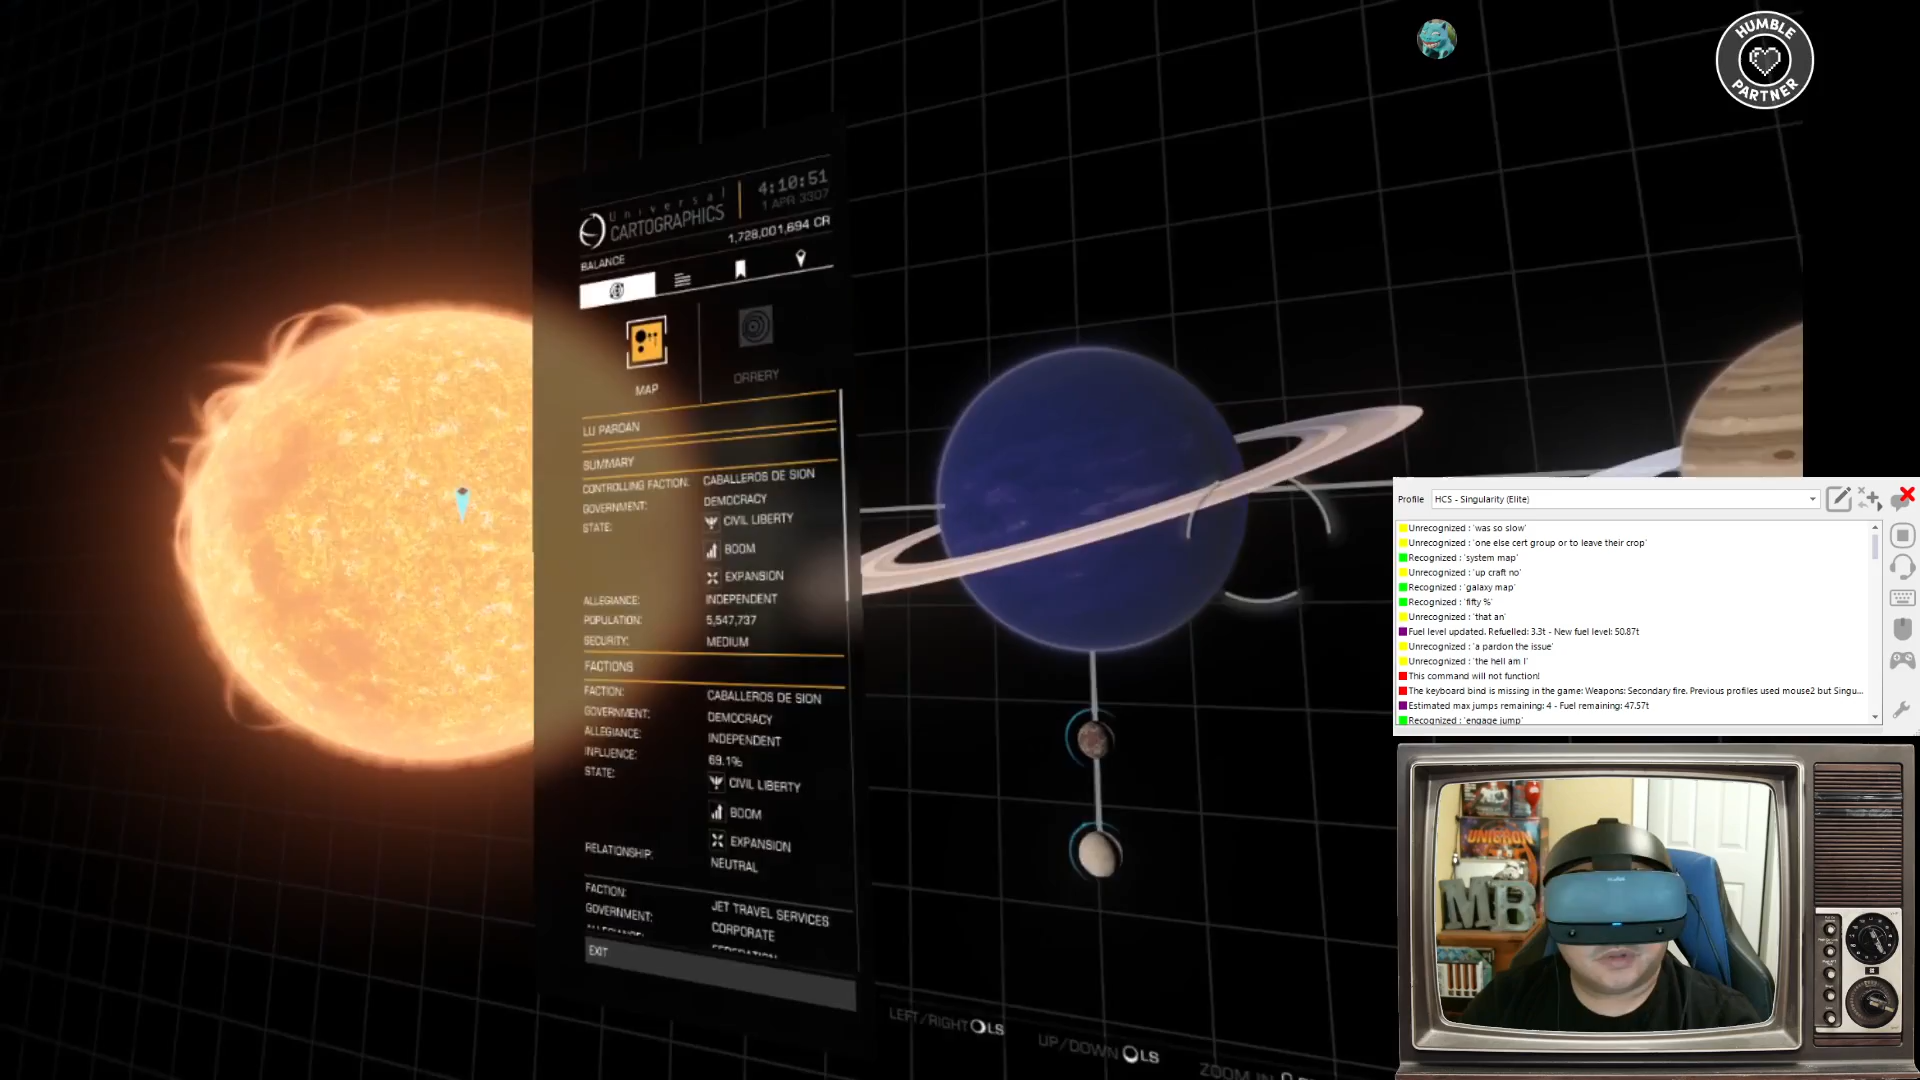 HUMBLE
PARTNER
Universal
CARTOGRAPHICS
4:10:51
1 APR 3307
1,728,001,694 CR
BALANCE
MAP
ORRERY
LU PARDAN
SUMMARY
CONTROLLING FACTION: CABALLEROS DE SION
GOVERNMENT: DEMOCRACY
STATE: CIVIL LIBERTY
BOOM
EXPANSION
ALLEGIANCE: INDEPENDENT
POPULATION: 5,547,737
SECURITY: MEDIUM
FACTIONS
FACTION: CABALLEROS DE SION
GOVERNMENT: DEMOCRACY
ALLEGIANCE: INDEPENDENT
INFLUENCE: 69.1%
STATE: CIVIL LIBERTY
BOOM
EXPANSION
RELATIONSHIP: NEUTRAL
FACTION: JET TRAVEL SERVICES
GOVERNMENT: CORPORATE
ALLEGIANCE: FEDERATION
EXIT
LEFT/RIGHT LS
UP/DOWN LS
ZOOM IN
Profile HCS - Singularity (Elite)
Unrecognized : 'was so slow'
Unrecognized : 'one else cert group or to leave their crop'
Recognized : 'system map'
Unrecognized : 'up craft no'
Recognized : 'galaxy map'
Recognized : 'fifty %'
Unrecognized : 'that an'
Fuel level updated. Refuelled: 3.3t - New fuel level: 50.87t
Unrecognized : 'a pardon the issue'
Unrecognized : 'the hell am I'
This command will not function!
The keyboard bind is missing in the game: Weapons: Secondary fire. Previous profiles used mouse2 but Singu...
Estimated max jumps remaining: 4 - Fuel remaining: 47.57t
Recognized : 'engage jump'
UNICRON
MB